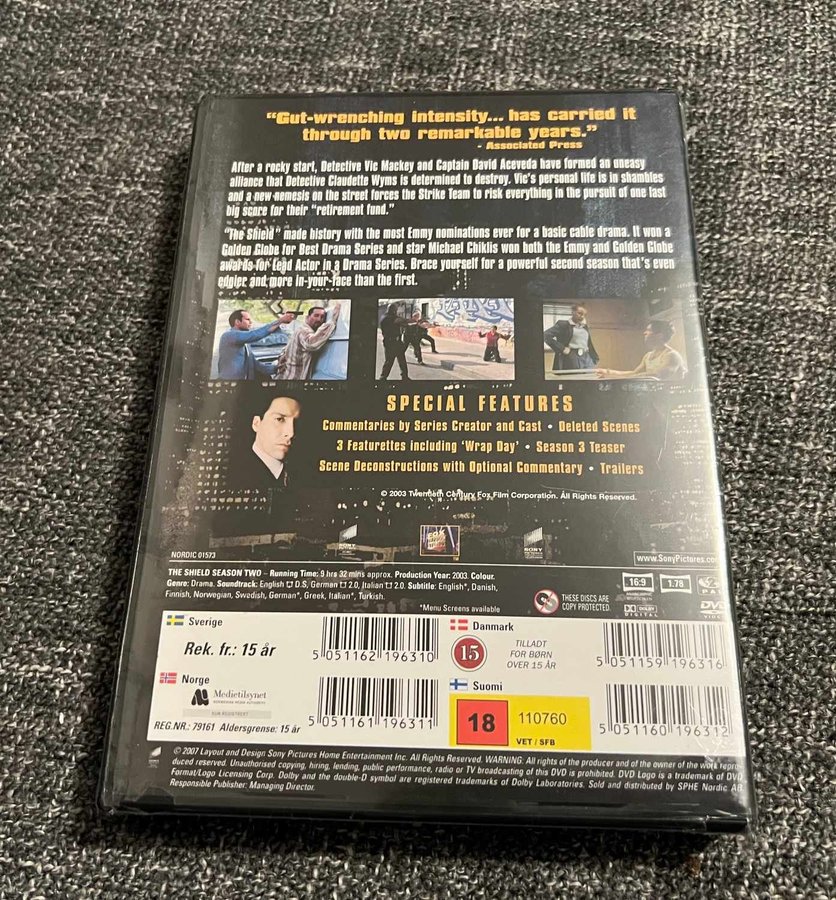 "Gut-wrenching intensity... has carried it
through two remarkable years."
- Associated Press
After a rocky start, Detective Vic Mackey and Captain David Aceveda have formed an uneasy
alliance that Detective Claudette Wyms is determined to destroy. Vic's personal life is in shambles
and a new nemesis on the street forces the Strike Team to risk everything in the pursuit of one last
big score for their "retirement fund."
"The Shield" made history with the most Emmy nominations ever for a basic cable drama. It won a
Golden Globe for Best Drama Series and star Michael Chiklis won both the Emmy and Golden Globe
awards for Lead Actor in a Drama Series. Brace yourself for a powerful second season that's even
edgier and more in-your-face than the first.
SPECIAL FEATURES
Commentaries by Series Creator and Cast • Deleted Scenes
3 Featurettes including 'Wrap Day' • Season 3 Teaser
Scene Deconstructions with Optional Commentary • Trailers
© 2003 Twentieth Century Fox Film Corporation. All Rights Reserved.
NORDIC 01573
SONY
www.SonyPictures.co
THE SHIELD SEASON TWO – Running Time: 9 hrs 32 mins approx. Production Year: 2003. Colour.
Genre: Drama. Soundtrack: English D.S, German 2.0, Italian 2.0. Subtitle: English*, Danish,
Finnish, Norwegian, Swedish, German*, Greek, Italian*, Turkish.
*Menu Screens available
THESE DISCS ARE
COPY PROTECTED.
16:9
1.78
PAL
DOLBY
DIGITAL
DVD
VIDEO
Sverige
Rek. fr.: 15 år
5 051162 196310
Danmark
15
TILLADT
FOR BØRN
OVER 15 ÅR
5 051159 196316
Norge
Medietilsynet
REG.NR.: 79161 Aldersgrense: 15 år
5 051161 196311
Suomi
18
110760
VET / SFB
5 051160 196312
© 2007 Layout and Design Sony Pictures Home Entertainment Inc. All Rights Reserved. WARNING: All rights of the producer and of the owner of the work repro-
duced reserved. Unauthorised copying, hiring, lending, public performance, radio or TV broadcasting of this DVD is prohibited. DVD Logo is a trademark of DVD
Format/Logo Licensing Corp. Dolby and the double-D symbol are registered trademarks of Dolby Laboratories. Sold and distributed by SPHE Nordic AB.
Responsible Publisher: Managing Director.